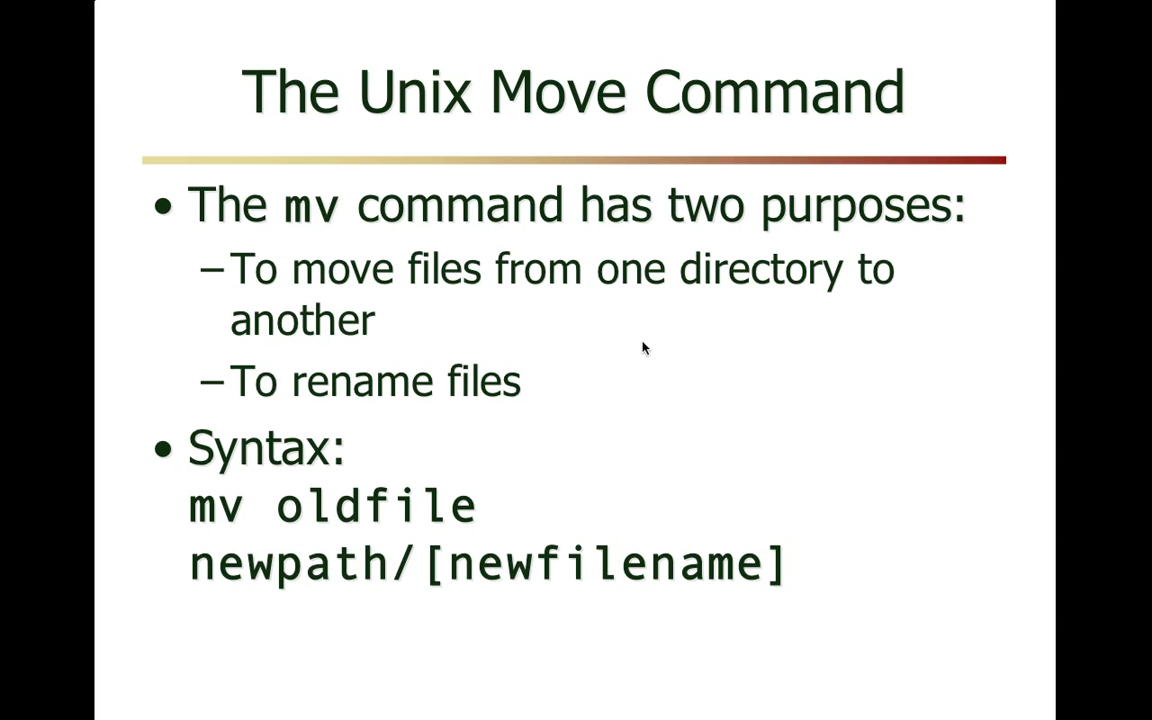 The Unix Move Command
• The mv command has two purposes:
–To move files from one directory to
another
–To rename files
• Syntax:
mv oldfile
newpath/[newfilename]